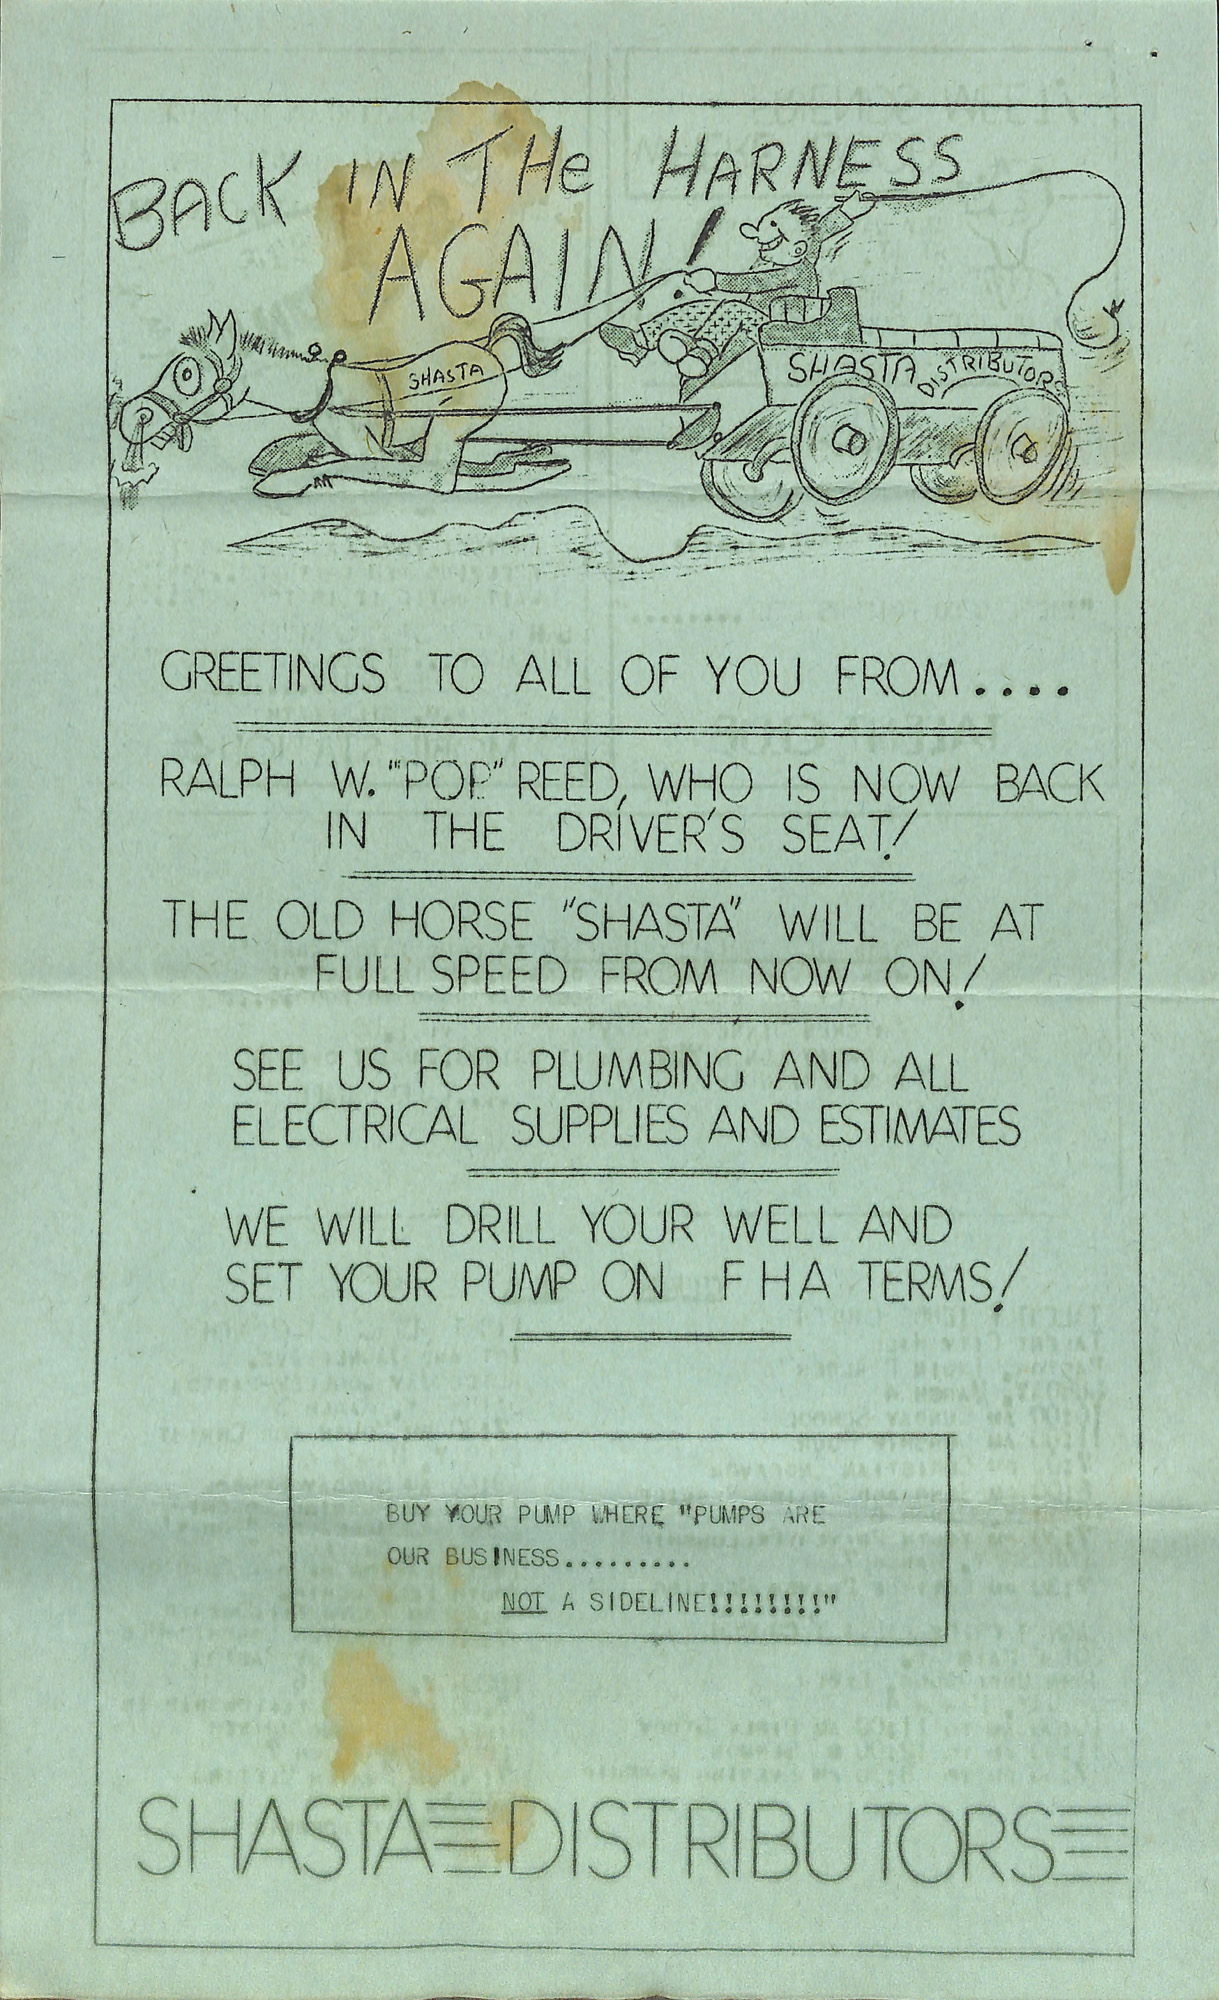 BACK IN THe HARNESS
AGAIN!
SHASTA
SHASTA DISTRIBUTORS
GREETINGS TO ALL OF YOU FROM....
RALPH W. "POP" REED, WHO IS NOW BACK
IN THE DRIVER'S SEAT!
THE OLD HORSE "SHASTA" WILL BE AT
FULL SPEED FROM NOW ON!
SEE US FOR PLUMBING AND ALL
ELECTRICAL SUPPLIES AND ESTIMATES
WE WILL DRILL YOUR WELL AND
SET YOUR PUMP ON FHA TERMS!
BUY YOUR PUMP WHERE "PUMPS ARE
OUR BUSINESS.........
NOT A SIDELINE!!!!!!!!!"
SHASTA DISTRIBUTORS